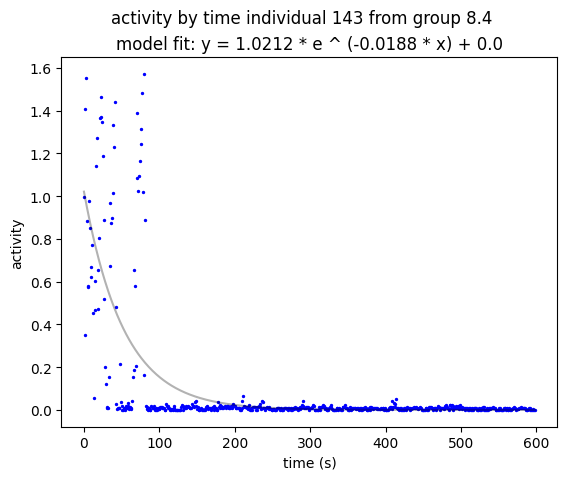 activity by time individual 143 from group 8.4
model fit: y = 1.0212 * e ^ (-0.0188 * x) + 0.0
1.6
1.4
1.2
1.0
0.8
0.6
0.4
0.2
0.0
activity
0 100 200 300 400 500 600
time (s)